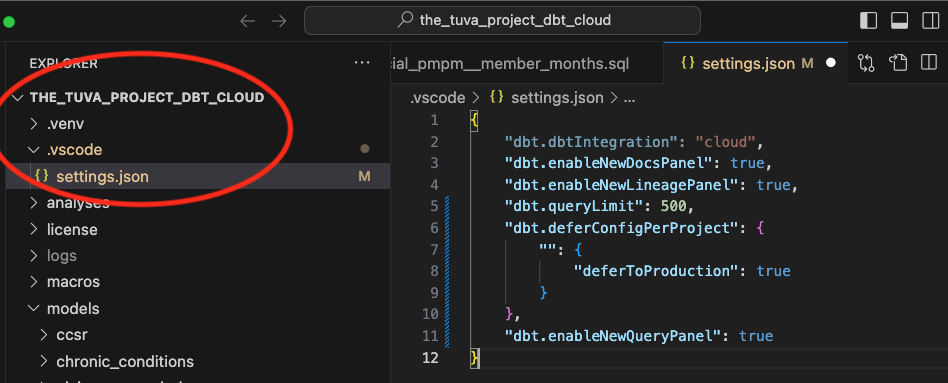 the_tuva_project_dbt_cloud
EXPLORER
THE_TUVA_PROJECT_DBT_CLOUD
.venv
.vscode
{} settings.json M
analyses
license
logs
macros
models
ccsr
chronic_conditions
cial_pmpm__member_months.sql
{} settings.json M
.vscode > {} settings.json > ...
1 {
2 "dbt.dbtIntegration": "cloud",
3 "dbt.enableNewDocsPanel": true,
4 "dbt.enableNewLineagePanel": true,
5 "dbt.queryLimit": 500,
6 "dbt.deferConfigPerProject": {
7 "": {
8 "deferToProduction": true
9 }
10 },
11 "dbt.enableNewQueryPanel": true
12 }